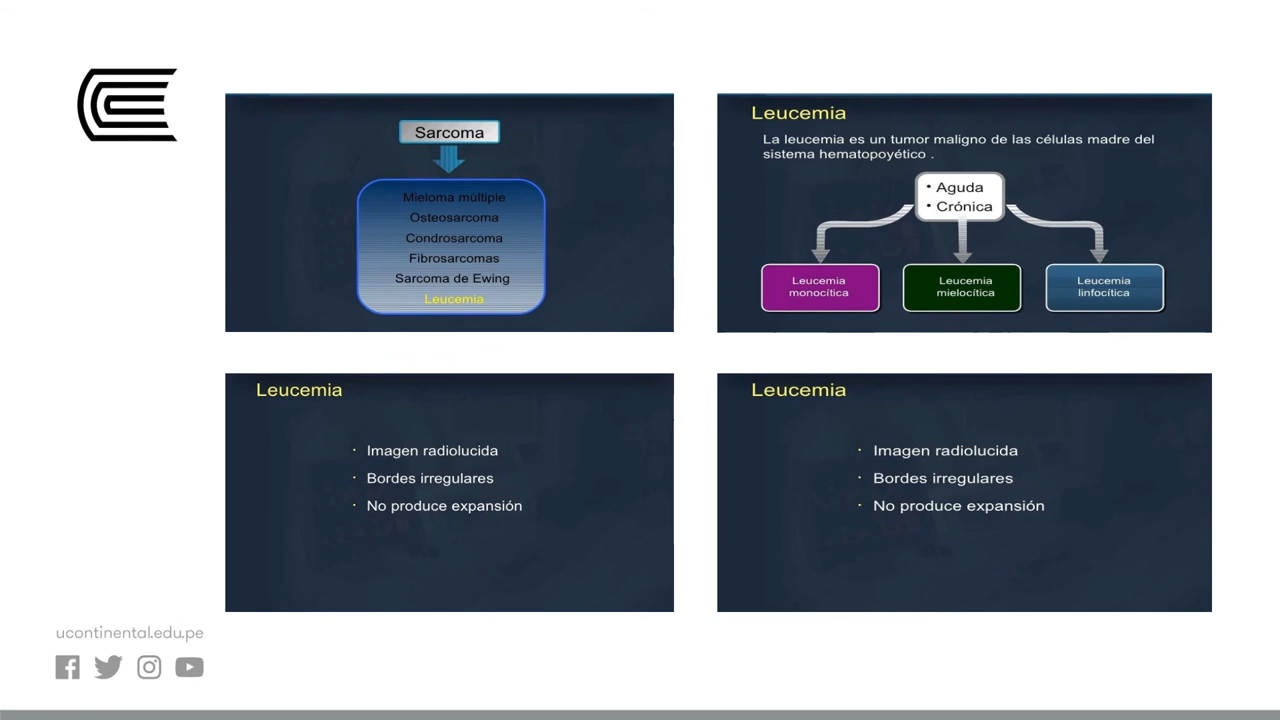 Sarcoma
Mieloma múltiple
Osteosarcoma
Condrosarcoma
Fibrosarcomas
Sarcoma de Ewing
Leucemia
Leucemia
La leucemia es un tumor maligno de las células madre del
sistema hematopoyético .
• Aguda
• Crónica
Leucemia
monocítica
Leucemia
mielocítica
Leucemia
linfocítica
Leucemia
· Imagen radiolucida
· Bordes irregulares
· No produce expansión
Leucemia
· Imagen radiolucida
· Bordes irregulares
· No produce expansión
ucontinental.edu.pe